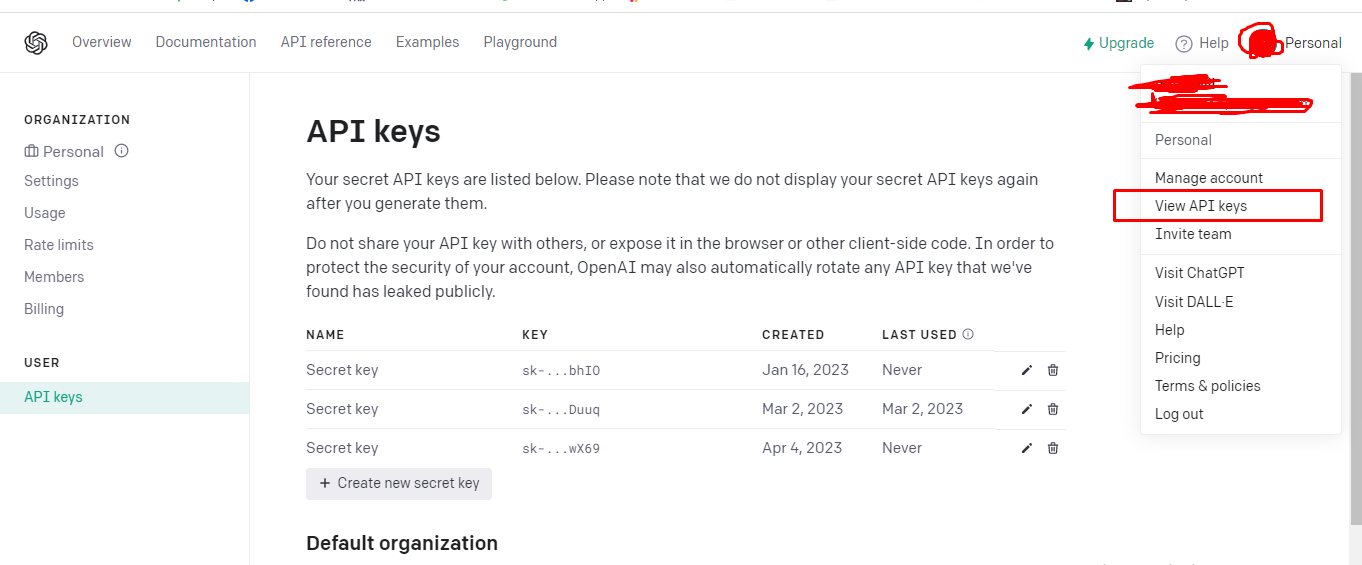 Overview Documentation API reference Examples Playground Upgrade Help Personal
ORGANIZATION
Personal
Settings
Usage
Rate limits
Members
Billing
USER
API keys
API keys
Your secret API keys are listed below. Please note that we do not display your secret API keys again
after you generate them.
Do not share your API key with others, or expose it in the browser or other client-side code. In order to
protect the security of your account, OpenAI may also automatically rotate any API key that we've
found has leaked publicly.
NAME KEY CREATED LAST USED
Secret key sk-...bhIO Jan 16, 2023 Never
Secret key sk-...Duuq Mar 2, 2023 Mar 2, 2023
Secret key sk-...wX69 Apr 4, 2023 Never
+ Create new secret key
Default organization
Personal
Manage account
View API keys
Invite team
Visit ChatGPT
Visit DALL·E
Help
Pricing
Terms & policies
Log out